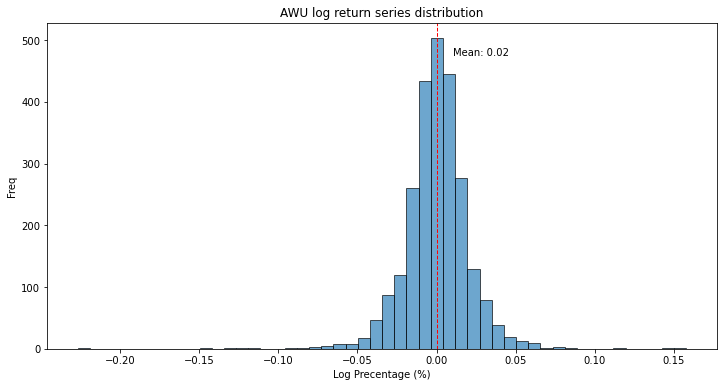 AWU log return series distribution
500
Mean: 0.02
400
300
Freq
200
100
0
−0.20 −0.15 −0.10 −0.05 0.00 0.05 0.10 0.15
Log Precentage (%)